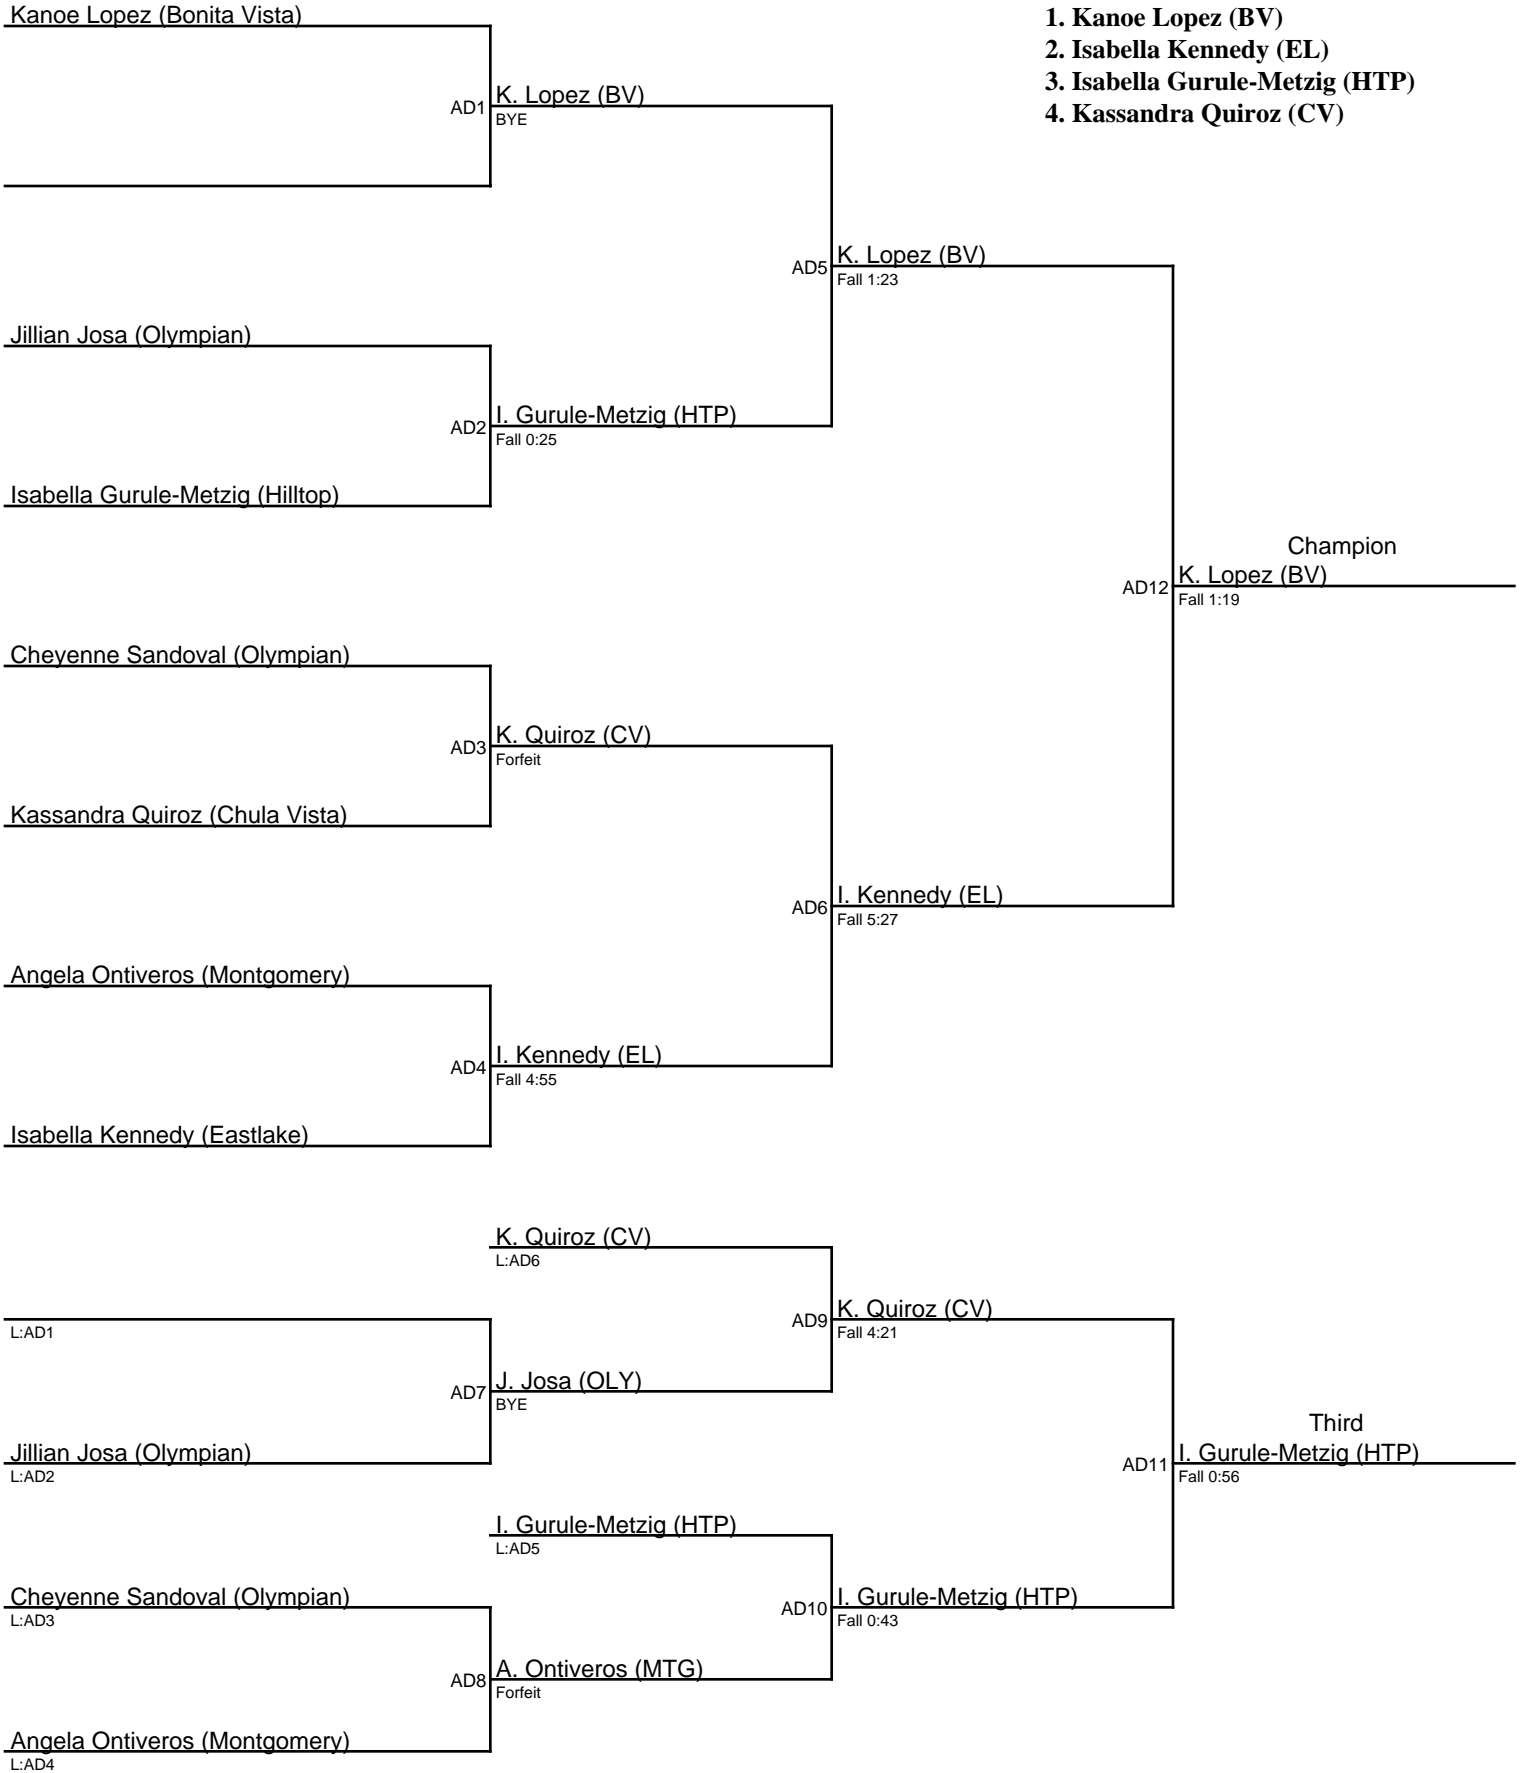 Kanoe Lopez (Bonita Vista)
1. Kanoe Lopez (BV)
2. Isabella Kennedy (EL)
3. Isabella Gurule-Metzig (HTP)
4. Kassandra Quiroz (CV)
AD1
K. Lopez (BV)
BYE
AD5
K. Lopez (BV)
Fall 1:23
Jillian Josa (Olympian)
AD2
I. Gurule-Metzig (HTP)
Fall 0:25
Isabella Gurule-Metzig (Hilltop)
Champion
AD12
K. Lopez (BV)
Fall 1:19
Cheyenne Sandoval (Olympian)
AD3
K. Quiroz (CV)
Forfeit
Kassandra Quiroz (Chula Vista)
AD6
I. Kennedy (EL)
Fall 5:27
Angela Ontiveros (Montgomery)
AD4
I. Kennedy (EL)
Fall 4:55
Isabella Kennedy (Eastlake)
K. Quiroz (CV)
L:AD6
AD9
K. Quiroz (CV)
Fall 4:21
L:AD1
AD7
J. Josa (OLY)
BYE
Jillian Josa (Olympian)
L:AD2
Third
AD11
I. Gurule-Metzig (HTP)
Fall 0:56
I. Gurule-Metzig (HTP)
L:AD5
Cheyenne Sandoval (Olympian)
L:AD3
AD10
I. Gurule-Metzig (HTP)
Fall 0:43
AD8
A. Ontiveros (MTG)
Forfeit
Angela Ontiveros (Montgomery)
L:AD4